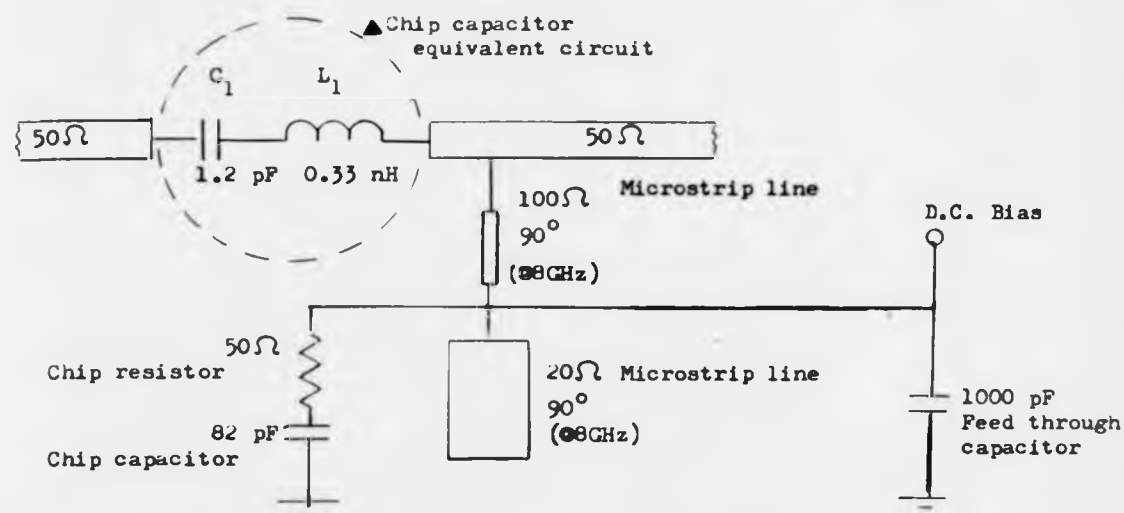 Chip capacitor
equivalent circuit
C₁ L₁
50Ω 50Ω
1.2 pF 0.33 nH
Microstrip line
100Ω
90°
(@8GHz)
D.C. Bias
50Ω
Chip resistor
82 pF
Chip capacitor
20Ω Microstrip line
90°
(@8GHz)
1000 pF
Feed through
capacitor